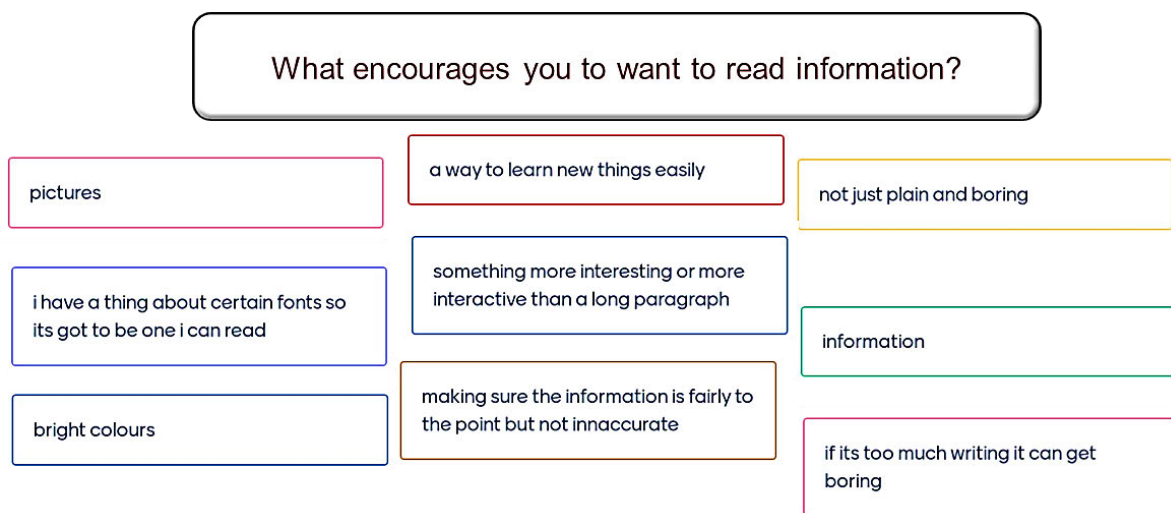 What encourages you to want to read information?
pictures
a way to learn new things easily
not just plain and boring
i have a thing about certain fonts so
its got to be one i can read
something more interesting or more
interactive than a long paragraph
information
bright colours
making sure the information is fairly to
the point but not innaccurate
if its too much writing it can get
boring